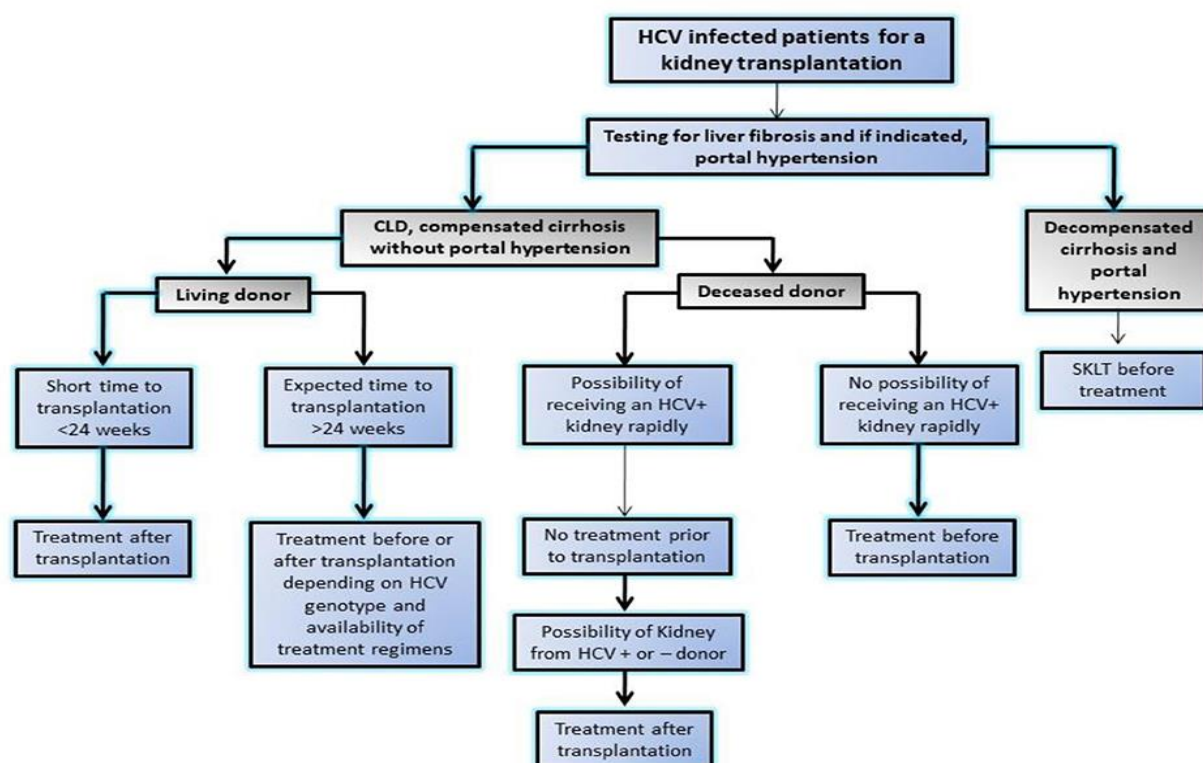 HCV infected patients for a
kidney transplantation
Testing for liver fibrosis and if indicated,
portal hypertension
CLD, compensated cirrhosis
without portal hypertension
Decompensated
cirrhosis and
portal
hypertension
Living donor
Deceased donor
Short time to
transplantation
<24 weeks
Expected time to
transplantation
>24 weeks
Possibility of
receiving an HCV+
kidney rapidly
No possibility of
receiving an HCV+
kidney rapidly
SKLT before
treatment
Treatment after
transplantation
Treatment before or
after transplantation
depending on HCV
genotype and
availability of
treatment regimens
No treatment prior
to transplantation
Treatment before
transplantation
Possibility of Kidney
from HCV + or – donor
Treatment after
transplantation